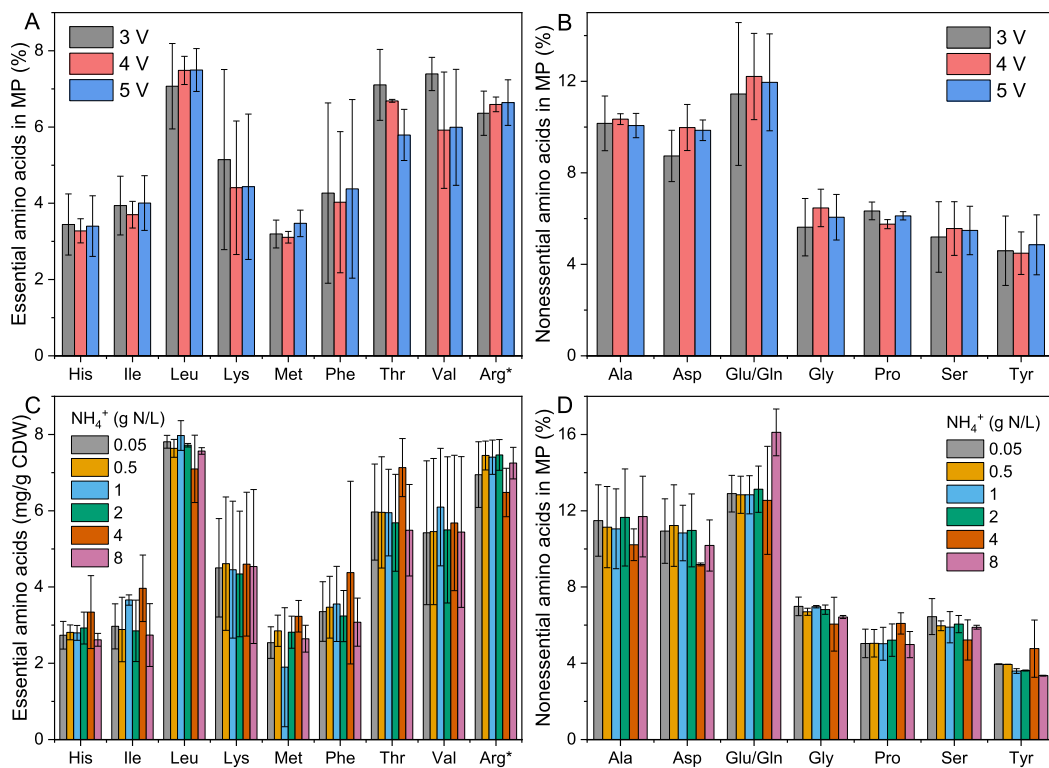 A
3 V
4 V
5 V
Essential amino acids in MP (%)
8
6
4
2
0
His Ile Leu Lys Met Phe Thr Val Arg*
B
3 V
4 V
5 V
Nonessential amino acids in MP (%)
12
8
4
0
Ala Asp Glu/Gln Gly Pro Ser Tyr
C
NH₄⁺ (g N/L)
0.05
0.5
1
2
4
8
Essential amino acids (mg/g CDW)
8
6
4
2
0
His Ile Leu Lys Met Phe Thr Val Arg*
D
NH₄⁺ (g N/L)
0.05
0.5
1
2
4
8
Nonessential amino acids in MP (%)
16
12
8
4
0
Ala Asp Glu/Gln Gly Pro Ser Tyr